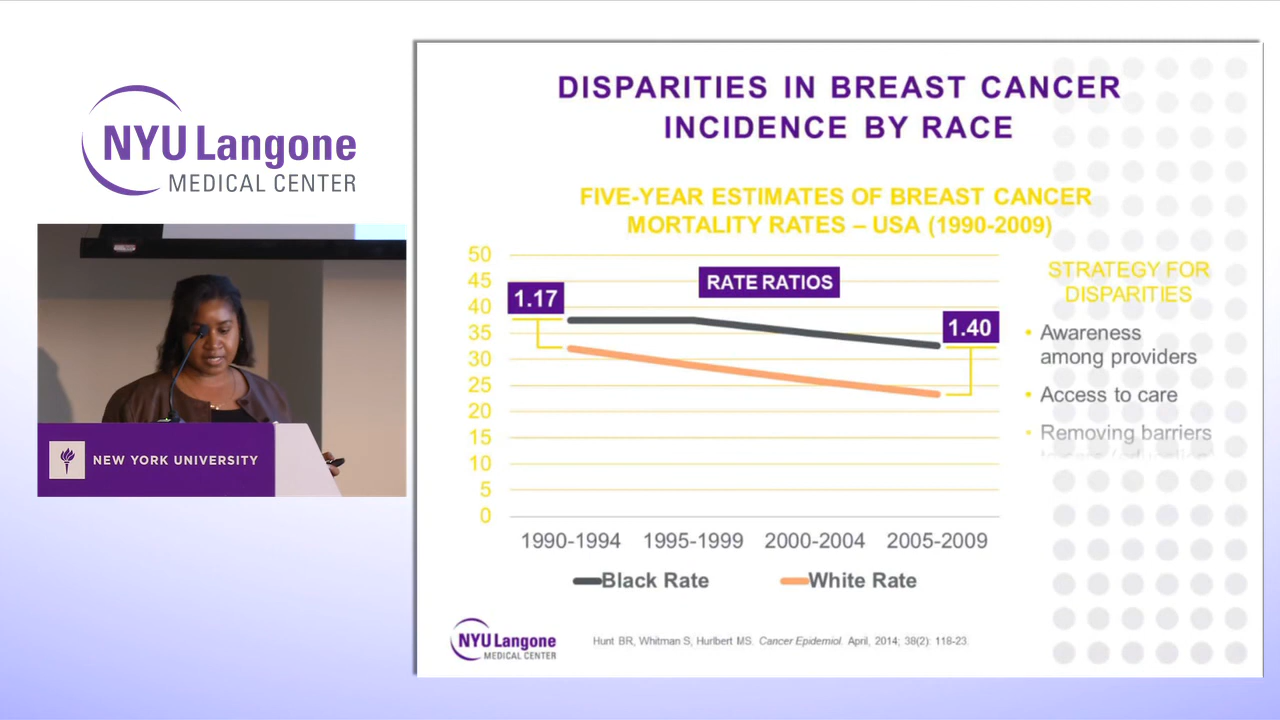 NYU Langone
MEDICAL CENTER
NEW YORK UNIVERSITY
DISPARITIES IN BREAST CANCER
INCIDENCE BY RACE
FIVE-YEAR ESTIMATES OF BREAST CANCER
MORTALITY RATES – USA (1990-2009)
50
45
40
35
30
25
20
15
10
5
0
1.17
RATE RATIOS
1.40
1990-1994 1995-1999 2000-2004 2005-2009
Black Rate White Rate
STRATEGY FOR
DISPARITIES
• Awareness
among providers
• Access to care
• Removing barriers
NYU Langone
MEDICAL CENTER
Hunt BR, Whitman S, Hurlbert MS. Cancer Epidemiol. April, 2014; 38(2): 118-23.